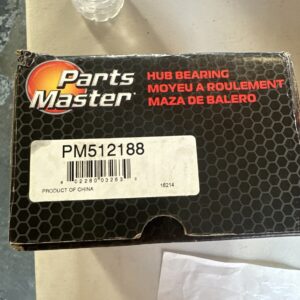 Parts
Master
HUB BEARING
MOYEU A ROULEMENT
MAZA DE BALERO
PM512188
PRODUCT OF CHINA
16214